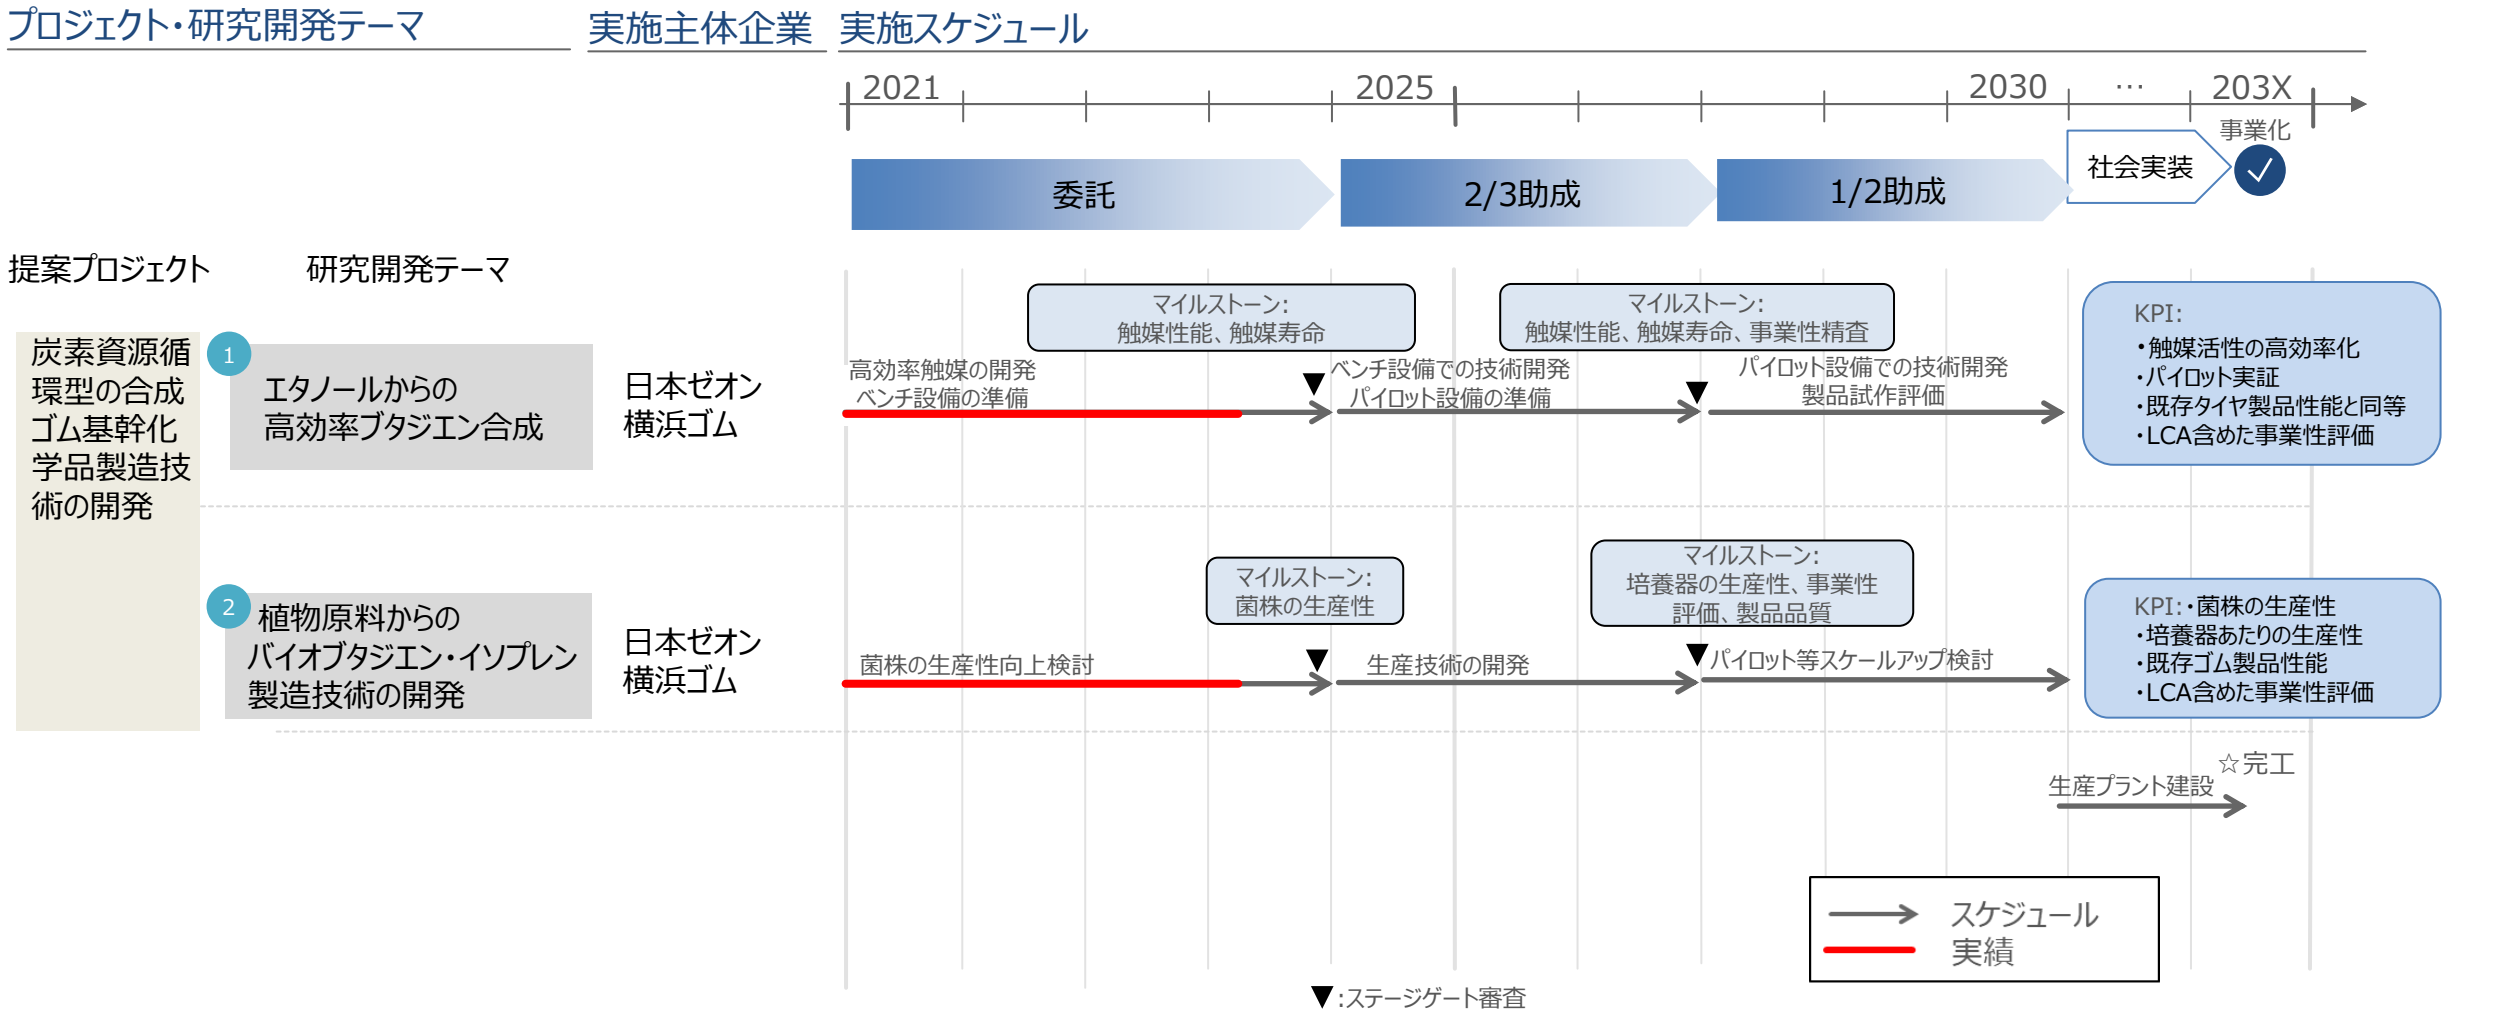 プロジェクト・研究開発テーマ
実施主体企業
実施スケジュール
2021
2025
2030
…
203X
事業化
委託
2/3助成
1/2助成
社会実装
提案プロジェクト
研究開発テーマ
炭素資源循
環型の合成
ゴム基幹化
学品製造技
術の開発
1
エタノールからの
高効率ブタジエン合成
日本ゼオン
横浜ゴム
マイルストーン:
触媒性能、触媒寿命
高効率触媒の開発
ベンチ設備の準備
マイルストーン:
触媒性能、触媒寿命、事業性精査
ベンチ設備での技術開発
パイロット設備の準備
パイロット設備での技術開発
製品試作評価
KPI:
・触媒活性の高効率化
・パイロット実証
・既存タイヤ製品性能と同等
・LCA含めた事業性評価
2
植物原料からの
バイオブタジエン・イソプレン
製造技術の開発
日本ゼオン
横浜ゴム
マイルストーン:
菌株の生産性
菌株の生産性向上検討
マイルストーン:
培養器の生産性、事業性
評価、製品品質
生産技術の開発
パイロット等スケールアップ検討
KPI:・菌株の生産性
・培養器あたりの生産性
・既存ゴム製品性能
・LCA含めた事業性評価
☆完工
生産プラント建設
スケジュール
実績
▼:ステージゲート審査